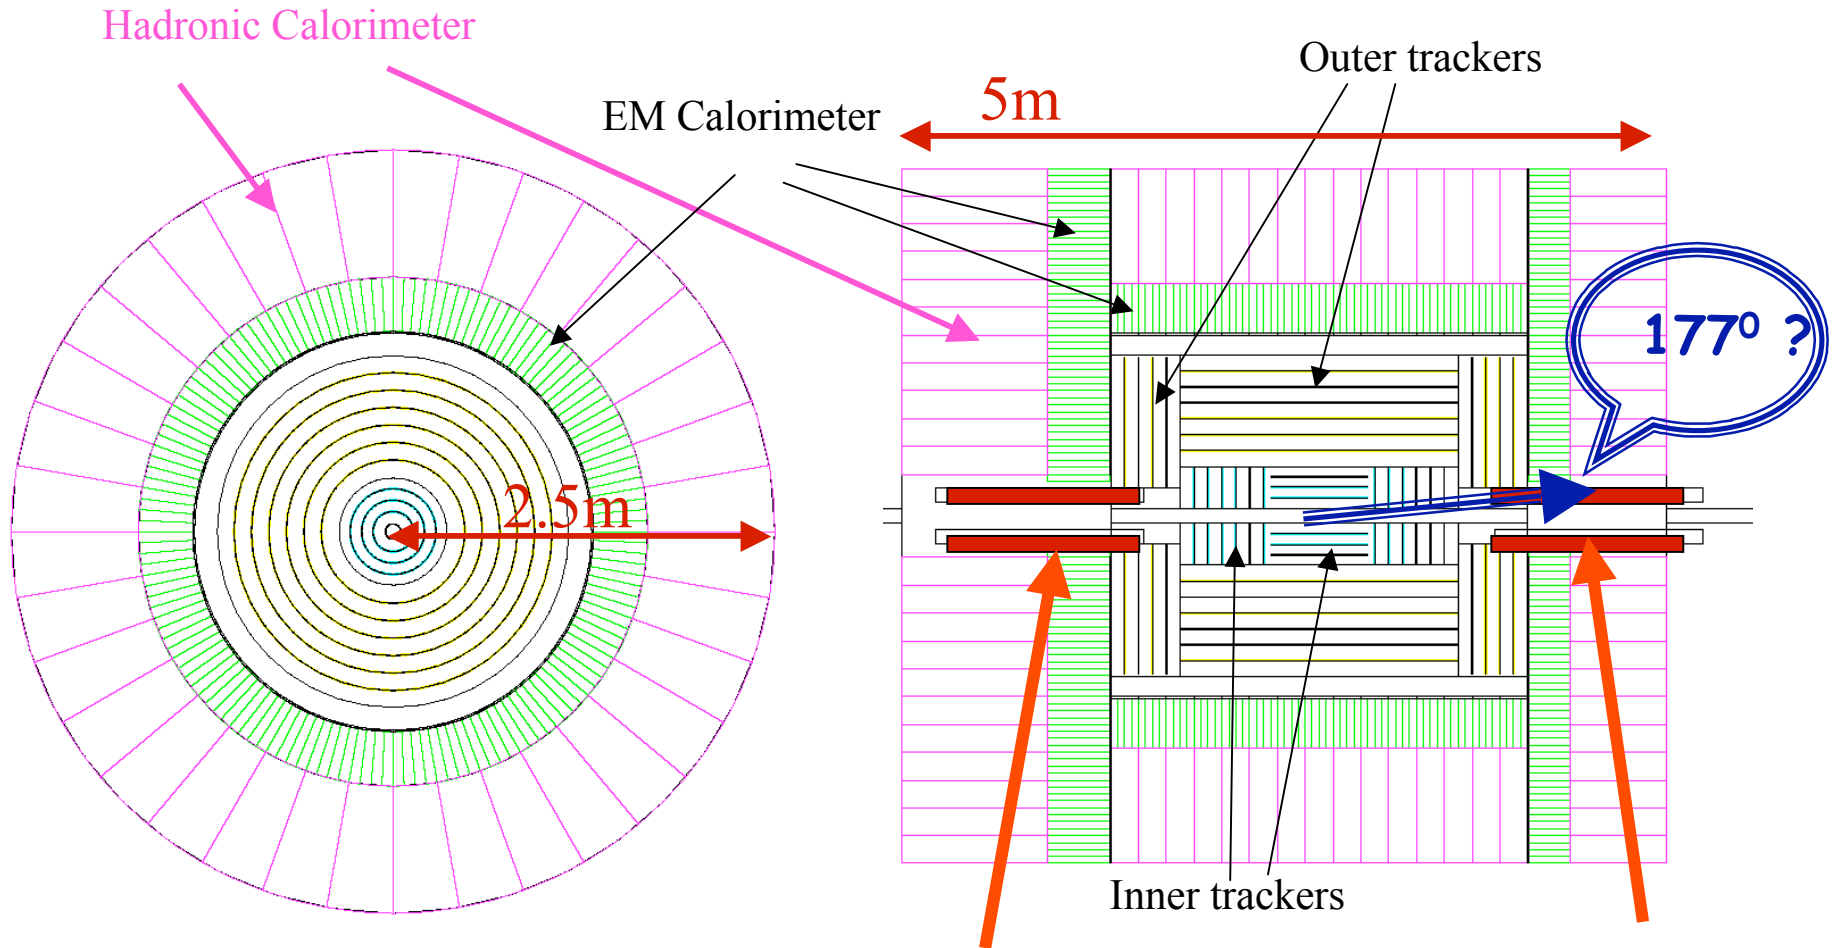 Hadronic Calorimeter
Outer trackers
5m
EM Calorimeter
177⁰ ?
2.5m
Inner trackers